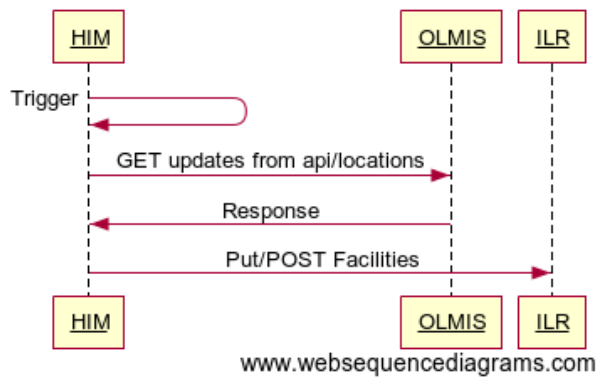 HIM OLMIS ILR
Trigger
GET updates from api/locations
Response
Put/POST Facilities
HIM OLMIS ILR
www.websequencediagrams.com